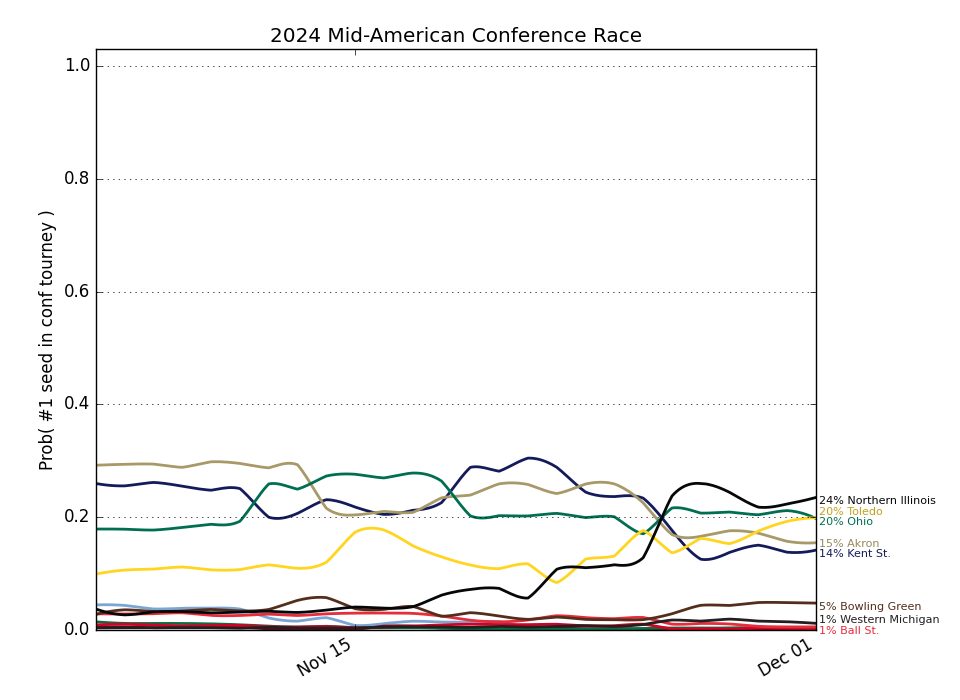 2024 Mid-American Conference Race
Prob( #1 seed in conf tourney )
1.0
0.8
0.6
0.4
0.2
0.0
Nov 15
Dec 01
24% Northern Illinois
20% Toledo
20% Ohio
15% Akron
14% Kent St.
5% Bowling Green
1% Western Michigan
1% Ball St.